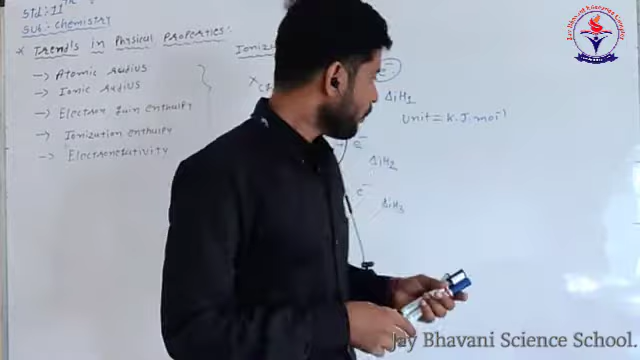 Std:11th
Sub:-Chemistry
* Trends in Physical Properties:-
→ Atomic radius
→ Ionic radius
→ Electron Gain enthalpy
→ Ionization enthalpy
→ Electronegativity
Ioniz
X(
e⁻
ΔiH1
Unit = K.J.mol⁻¹
e⁻
ΔiH2
e⁻
ΔiH3
Jay Bhavani Science School.